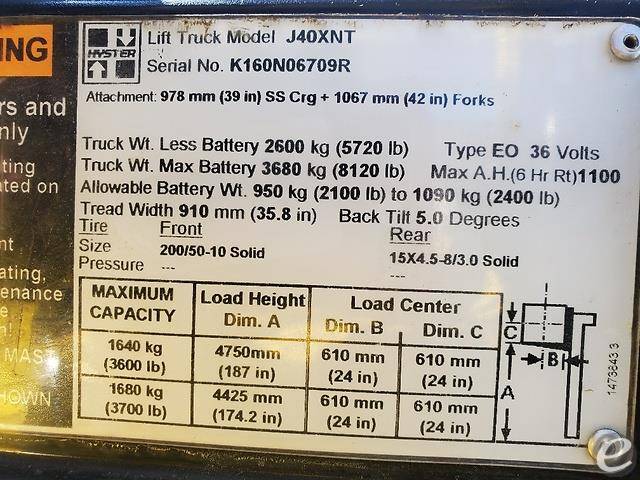 NG
rs and
nly
ting
ated on
nt
ating,
enance
e
n!
MAST
HOWN
HYSTER
Lift Truck Model J40XNT
Serial No. K160N06709R
Attachment: 978 mm (39 in) SS Crg + 1067 mm (42 in) Forks
Truck Wt. Less Battery 2600 kg (5720 lb) Type EO 36 Volts
Truck Wt. Max Battery 3680 kg (8120 lb) Max A.H.(6 Hr Rt)1100
Allowable Battery Wt. 950 kg (2100 lb) to 1090 kg (2400 lb)
Tread Width 910 mm (35.8 in) Back Tilt 5.0 Degrees
Tire Front Rear
Size 200/50-10 Solid 15X4.5-8/3.0 Solid
Pressure --- ---
MAXIMUM CAPACITY Load Height Dim. A Load Center Dim. B Dim. C
1640 kg (3600 lb) 4750mm (187 in) 610 mm (24 in) 610 mm (24 in)
1680 kg (3700 lb) 4425 mm (174.2 in) 610 mm (24 in) 610 mm (24 in)
C
B
A
1473643 3
e